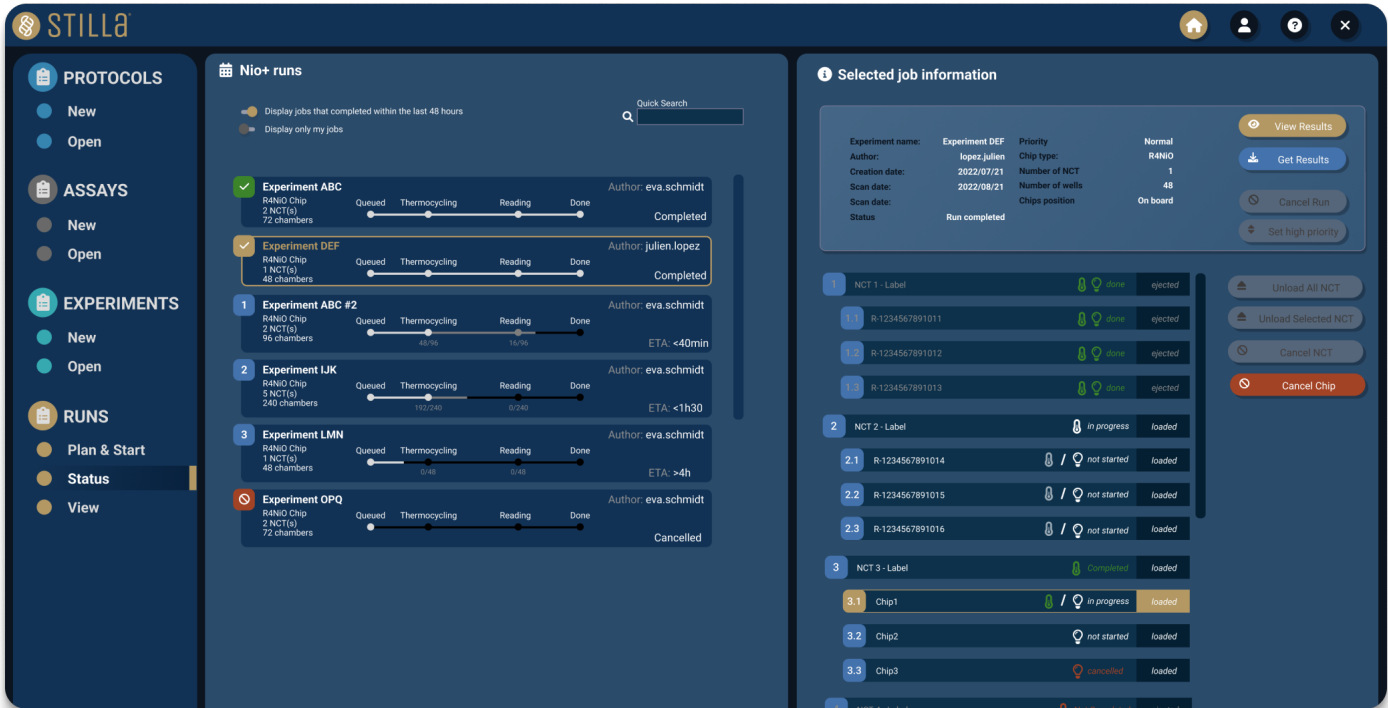 STILLA
PROTOCOLS
New
Open
ASSAYS
New
Open
EXPERIMENTS
New
Open
RUNS
Plan & Start
Status
View
Nio+ runs
Display jobs that completed within the last 48 hours
Display only my jobs
Quick Search
Experiment ABC
Author: eva.schmidt
R4NiO Chip
2 NCT(s)
72 chambers
Queued Thermocycling Reading Done
Completed
Experiment DEF
Author: julien.lopez
R4NiO Chip
1 NCT(s)
48 chambers
Queued Thermocycling Reading Done
Completed
1 Experiment ABC #2
Author: eva.schmidt
R4NiO Chip
2 NCT(s)
96 chambers
Queued Thermocycling Reading Done
48/96 16/96
ETA: <40min
2 Experiment IJK
Author: eva.schmidt
R4NiO Chip
5 NCT(s)
240 chambers
Queued Thermocycling Reading Done
192/240 0/240
ETA: <1h30
3 Experiment LMN
Author: eva.schmidt
R4NiO Chip
1 NCT(s)
48 chambers
Queued Thermocycling Reading Done
0/48 0/48
ETA: >4h
Experiment OPQ
Author: eva.schmidt
R4NiO Chip
2 NCT(s)
72 chambers
Queued Thermocycling Reading Done
Cancelled
Selected job information
Experiment name: Experiment DEF Priority Normal
Author: lopez.julien Chip type: R4NiO
Creation date: 2022/07/21 Number of NCT 1
Scan date: 2022/08/21 Number of wells 48
Scan date: Chips position On board
Status Run completed
View Results
Get Results
Cancel Run
Set high priority
1 NCT 1 - Label done ejected
1.1 R-1234567891011 done ejected
1.2 R-1234567891012 done ejected
1.3 R-1234567891013 done ejected
2 NCT 2 - Label in progress loaded
2.1 R-1234567891014 / not started loaded
2.2 R-1234567891015 / not started loaded
2.3 R-1234567891016 / not started loaded
3 NCT 3 - Label Completed loaded
3.1 Chip1 / in progress loaded
3.2 Chip2 not started loaded
3.3 Chip3 cancelled loaded
Unload All NCT
Unload Selected NCT
Cancel NCT
Cancel Chip